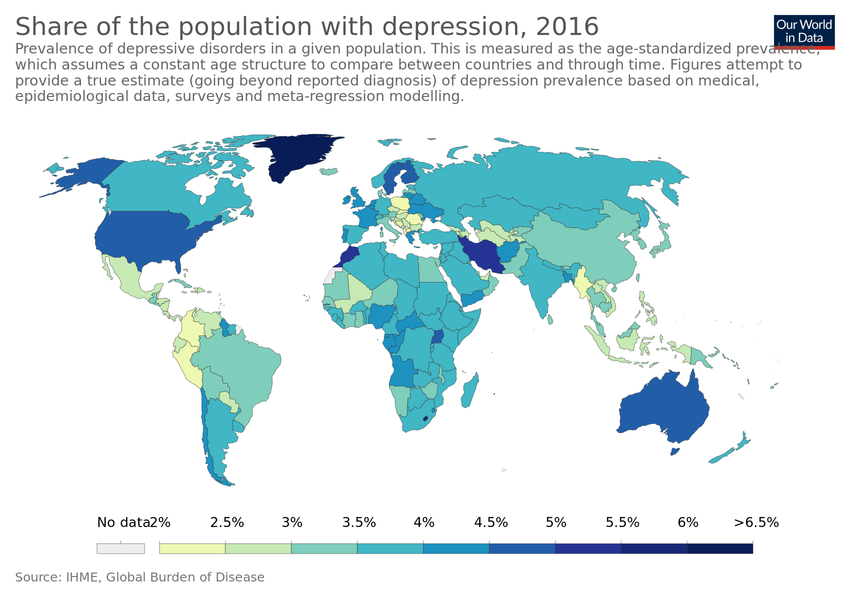 Share of the population with depression, 2016
Our World
in Data
Prevalence of depressive disorders in a given population. This is measured as the age-standardized prevalence,
which assumes a constant age structure to compare between countries and through time. Figures attempt to
provide a true estimate (going beyond reported diagnosis) of depression prevalence based on medical,
epidemiological data, surveys and meta-regression modelling.
No data 2% 2.5% 3% 3.5% 4% 4.5% 5% 5.5% 6% >6.5%
Source: IHME, Global Burden of Disease